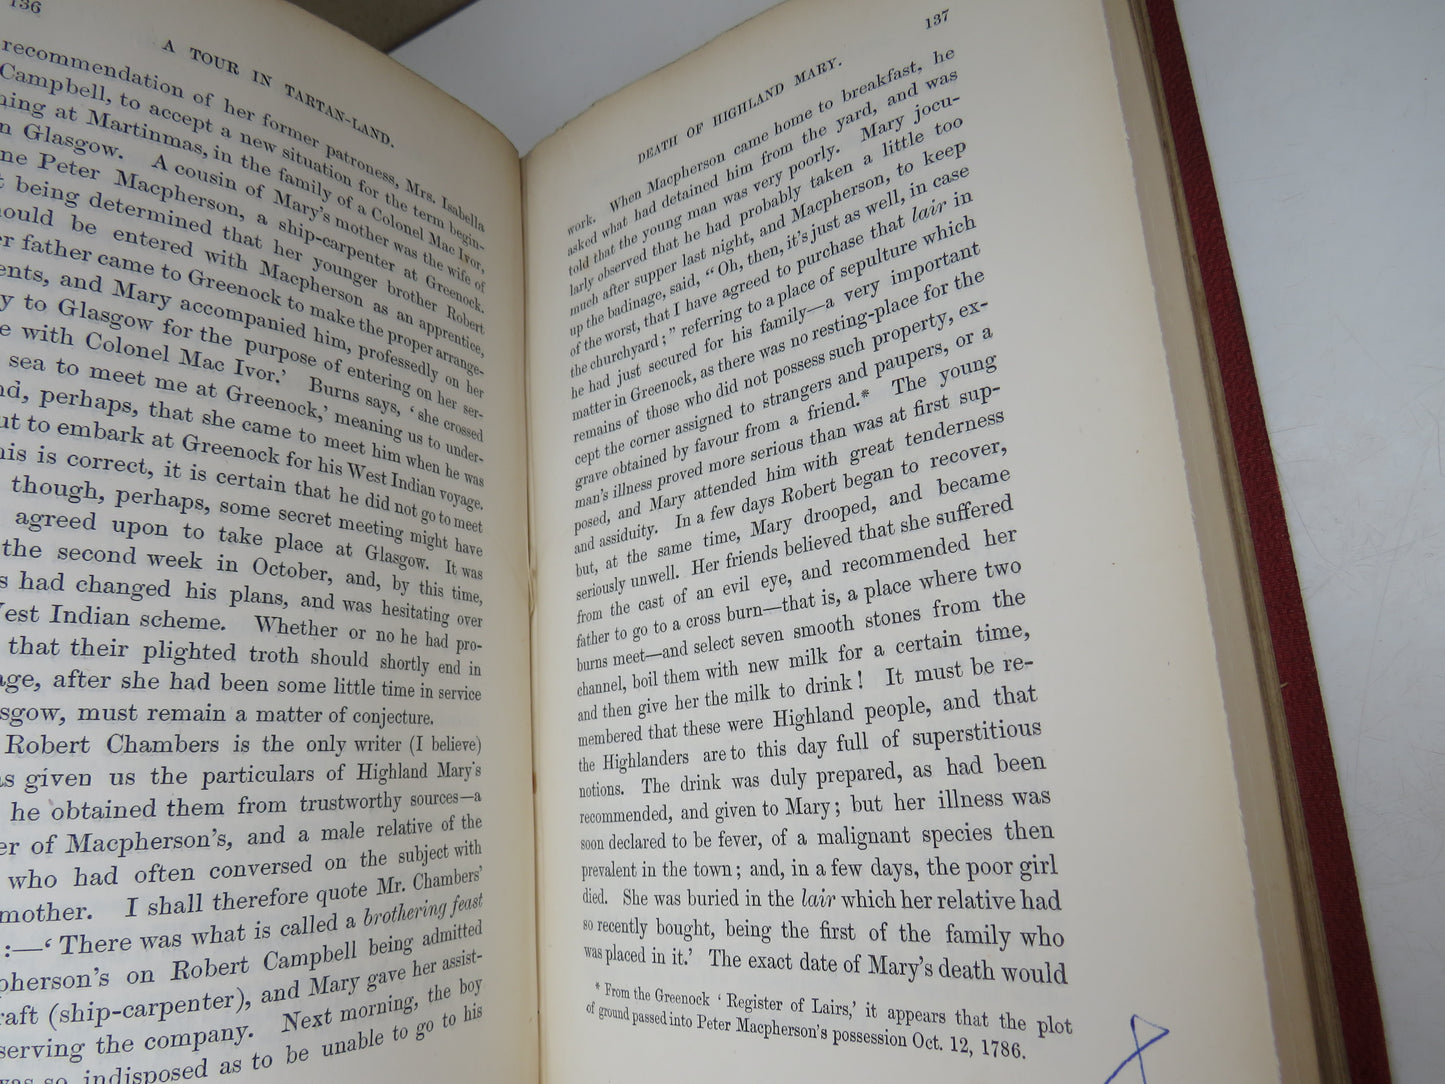 136
A TOUR IN TARTAN-LAND.
recommendation of her former patroness, Mrs. Isabella
Campbell, to accept a new situation for the term begin-
ning at Martinmas, in the family of a Colonel Mac Ivor,
Glasgow. A cousin of Mary's mother was the wife of
Peter Macpherson, a ship-carpenter at Greenock.
being determined that her younger brother Robert
should be entered with Macpherson as an apprentice,
father came to Greenock to make the proper arrange-
and Mary accompanied him, professedly on her
to Glasgow for the purpose of entering on her ser-
with Colonel Mac Ivor.' Burns says, 'she crossed
sea to meet me at Greenock,' meaning us to under-
perhaps, that she came to meet him when he was
to embark at Greenock for his West Indian voyage.
is correct, it is certain that he did not go to meet
though, perhaps, some secret meeting might have
agreed upon to take place at Glasgow. It was
the second week in October, and, by this time,
had changed his plans, and was hesitating over
West Indian scheme. Whether or no he had pro-
that their plighted troth should shortly end in
after she had been some little time in service
must remain a matter of conjecture.
Robert Chambers is the only writer (I believe)
given us the particulars of Highland Mary's
he obtained them from trustworthy sources—a
of Macpherson's, and a male relative of the
who had often conversed on the subject with
mother. I shall therefore quote Mr. Chambers'
:—'There was what is called a brothering feast
on Robert Campbell being admitted
(ship-carpenter), and Mary gave her assist-
serving the company. Next morning, the boy
was so indisposed as to be unable to go to his
DEATH OF HIGHLAND MARY.
137
work. When Macpherson came home to breakfast, he
asked what had detained him from the yard, and was
told that the young man was very poorly. Mary jocu-
larly observed that he had probably taken a little too
much after supper last night, and Macpherson, to keep
up the badinage, said, "Oh, then, it's just as well, in case
of the worst, that I have agreed to purchase that lair in
the churchyard;" referring to a place of sepulture which
he had just secured for his family—a very important
matter in Greenock, as there was no resting-place for the
remains of those who did not possess such property, ex-
cept the corner assigned to strangers and paupers, or a
grave obtained by favour from a friend.* The young
man's illness proved more serious than was at first sup-
posed, and Mary attended him with great tenderness
and assiduity. In a few days Robert began to recover,
but, at the same time, Mary drooped, and became
seriously unwell. Her friends believed that she suffered
from the cast of an evil eye, and recommended her
father to go to a cross burn—that is, a place where two
burns meet—and select seven smooth stones from the
channel, boil them with new milk for a certain time,
and then give her the milk to drink! It must be re-
membered that these were Highland people, and that
the Highlanders are to this day full of superstitious
notions. The drink was duly prepared, as had been
recommended, and given to Mary; but her illness was
soon declared to be fever, of a malignant species then
prevalent in the town; and, in a few days, the poor girl
died. She was buried in the lair which her relative had
so recently bought, being the first of the family who
was placed in it.' The exact date of Mary's death would
* From the Greenock 'Register of Lairs,' it appears that the plot
of ground passed into Peter Macpherson's possession Oct. 12, 1786.